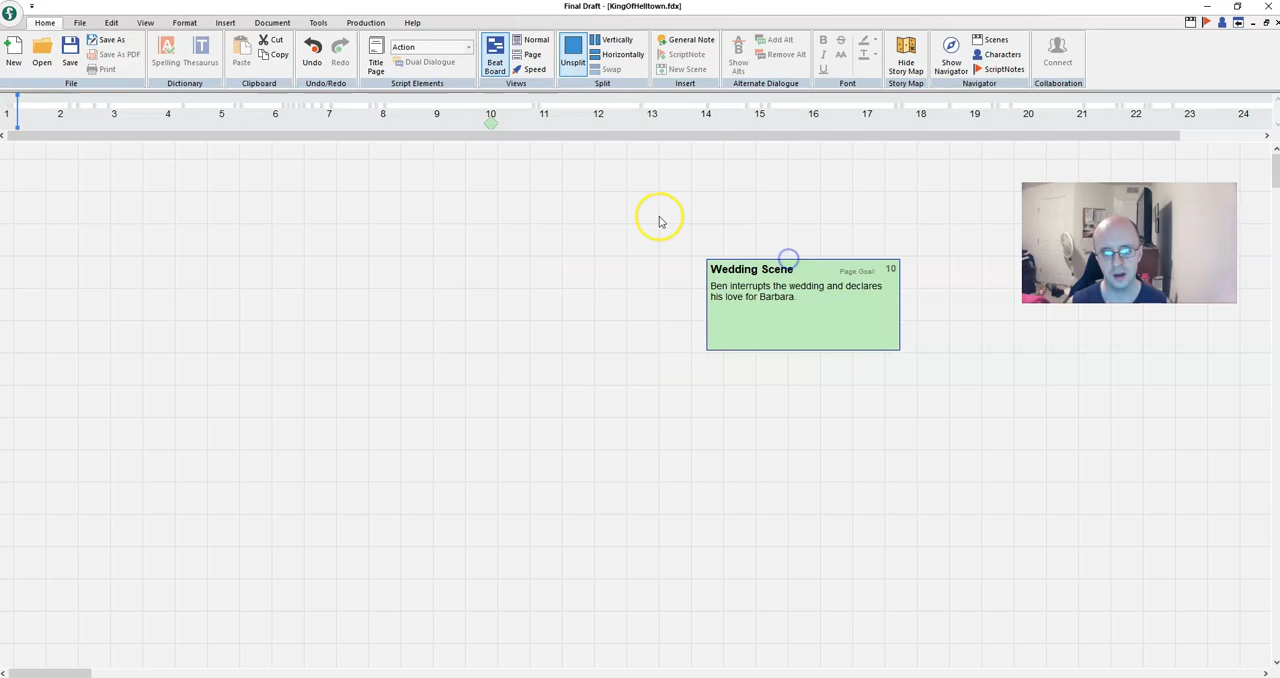 Final Draft - [KingOfHelltown.fdx]
Home File Edit View Format Insert Document Tools Production Help
New Open Save Save As Save As PDF Print File
Spelling Thesaurus Dictionary
Paste Cut Copy Clipboard
Undo Redo Undo/Redo
Title Page Action Dual Dialogue Script Elements
Beat Board Normal Page Speed Views
Unsplit Vertically Horizontally Swap Split
General Note ScriptNote New Scene Insert
Show Alts Add Alt Remove Alt Alternate Dialogue
B S U AA T Font
Hide Story Map Story Map
Show Navigator Scenes Characters ScriptNotes Navigator
Connect Collaboration
1 2 3 4 5 6 7 8 9 10 11 12 13 14 15 16 17 18 19 20 21 22 23 24
Wedding Scene Page Goal: 10
Ben interrupts the wedding and declares
his love for Barbara.